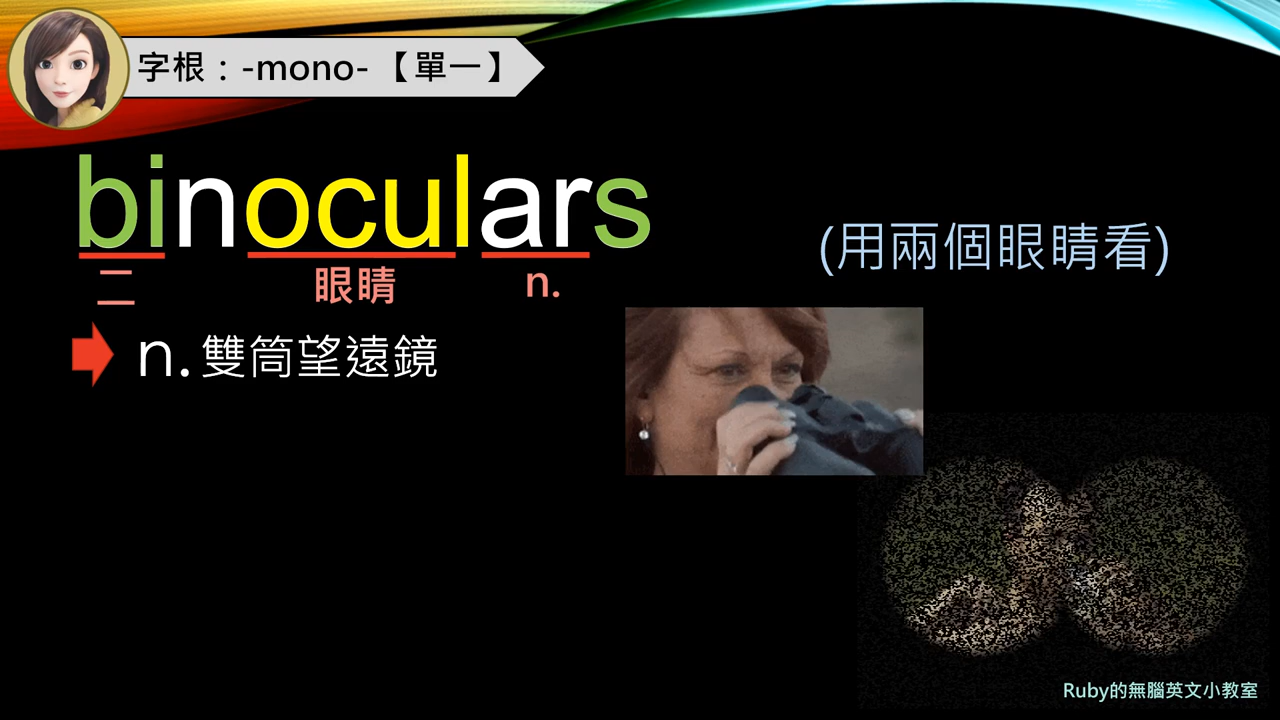 字根：-mono- 【單一】
binoculars
二 眼睛 n.
(用兩個眼睛看)
n. 雙筒望遠鏡
Ruby的無腦英文小教室